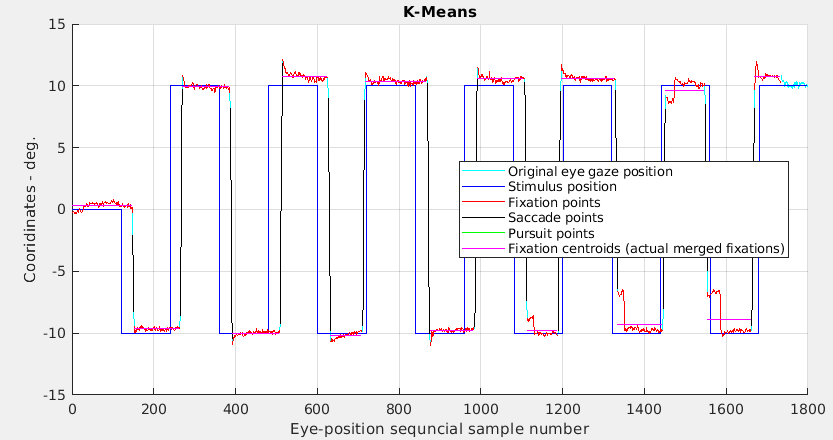 K-Means
15
10
5
0
-5
-10
-15
Cooridinates - deg.
Original eye gaze position
Stimulus position
Fixation points
Saccade points
Pursuit points
Fixation centroids (actual merged fixations)
0 200 400 600 800 1000 1200 1400 1600 1800
Eye-position sequncial sample number